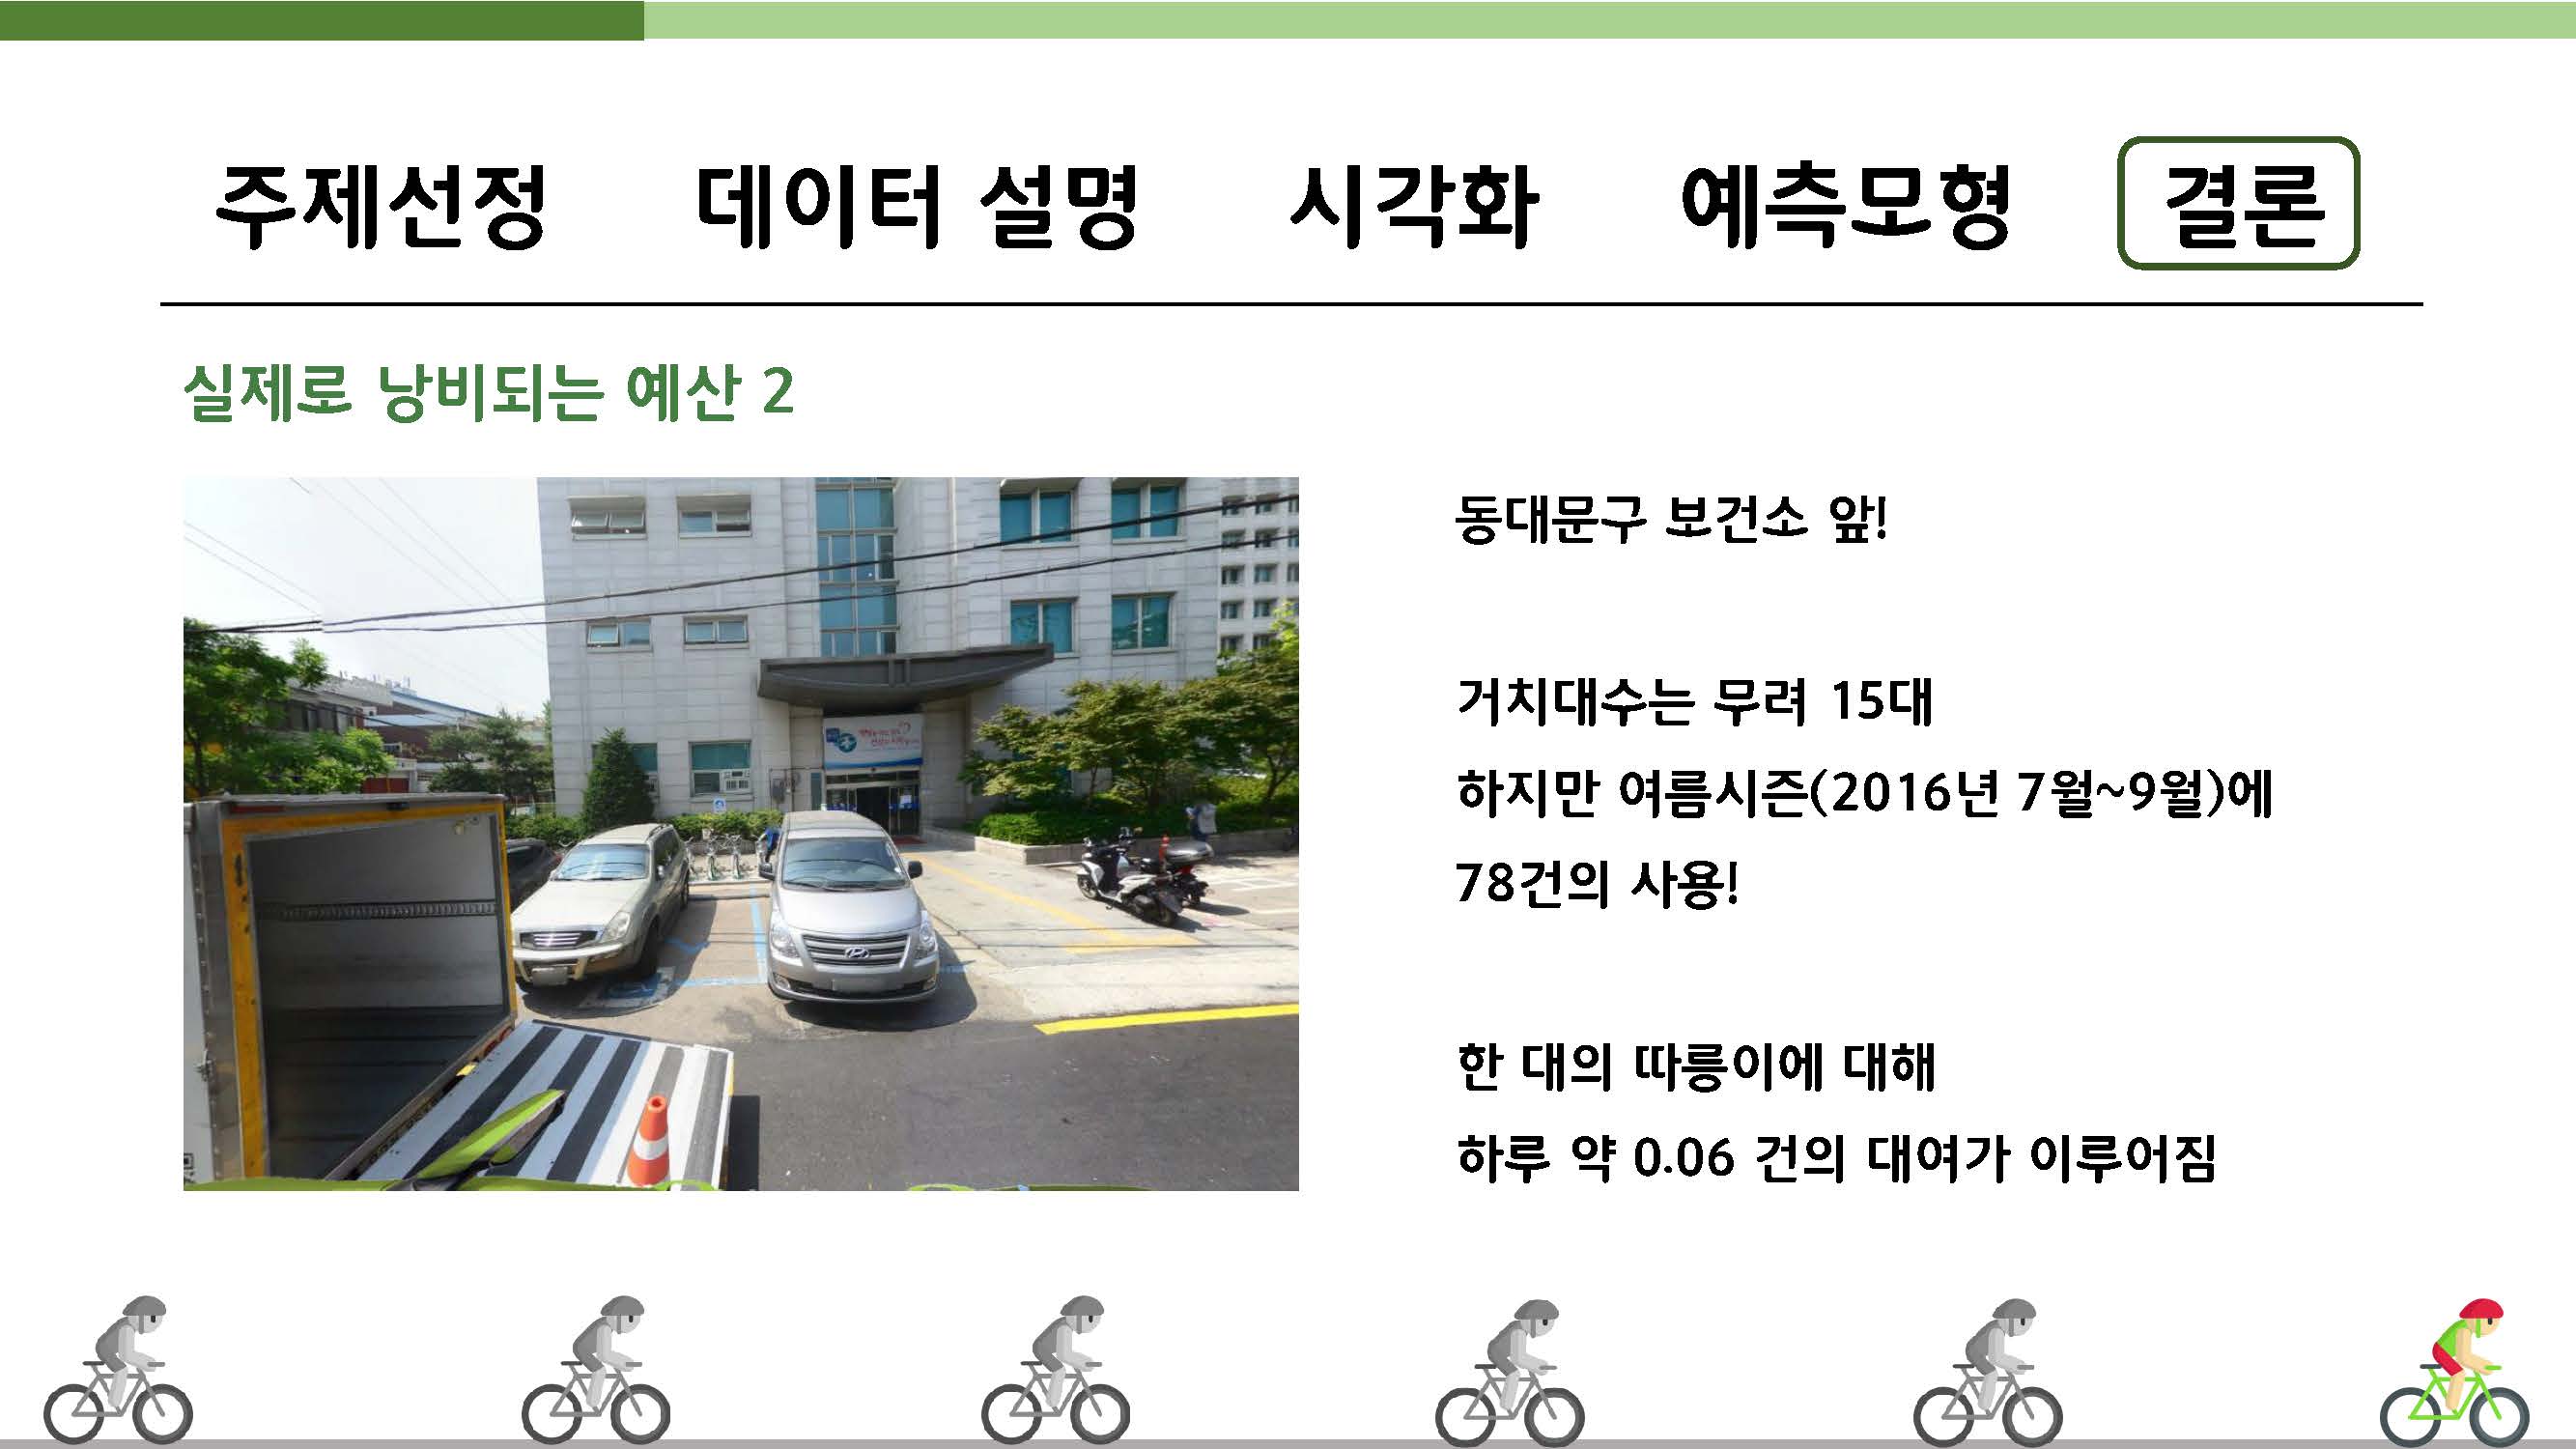 주제선정 데이터 설명 시각화 예측모형 결론
실제로 낭비되는 예산 2
동대문구 보건소 앞!
거치대수는 무려 15대
하지만 여름시즌(2016년 7월~9월)에
78건의 사용!
한 대의 따릉이에 대해
하루 약 0.06 건의 대여가 이루어짐